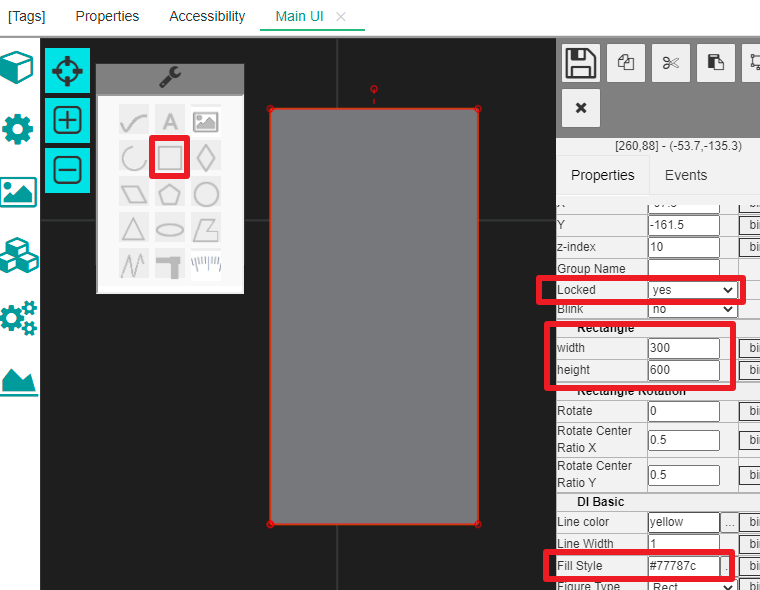 [Tags] Properties Accessibility Main UI
A
[260,88] - (-53.7,-135.3)
Properties Events
Y -161.5 bi
z-index 10 bi
Group Name
Locked yes
Blink no
Rectangle
width 300 bi
height 600 bi
Rectangle Rotation
Rotate 0 bi
Rotate Center
Ratio X 0.5 bi
Rotate Center
Ratio Y 0.5 bi
DI Basic
Line color yellow ... bi
Line Width 1 bi
Fill Style #77787c bi
Figure Type Rect bi